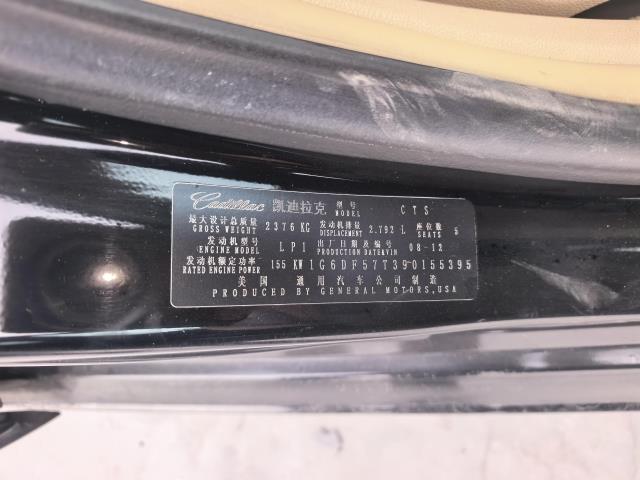 Cadillac 凯迪拉克 型号 MODEL CTS
最大设计总质量 GROSS WEIGHT 2376 KG 发动机排量 DISPLACEMENT 2.792 L 座位数 SEATS 5
发动机型号 ENGINE MODEL LP1 出厂日期及编号 PRODUCTION DATE&VIN 08-12
发动机额定功率 RATED ENGINE POWER 155 KW 1G6DF57T390155395
美国 通用汽车公司制造
PRODUCED BY GENERAL MOTORS,USA